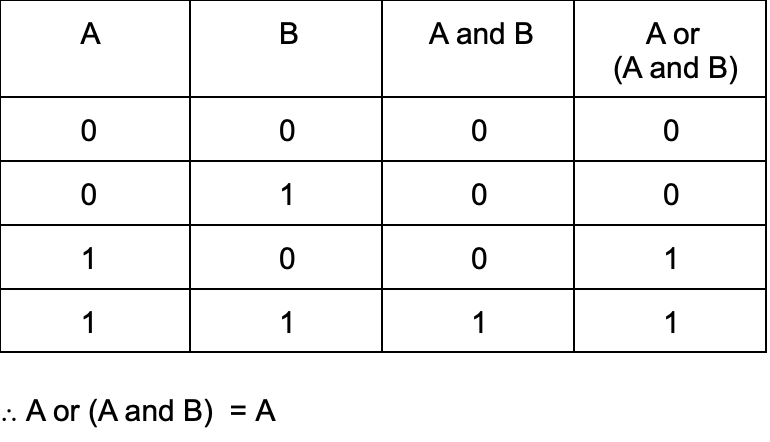 A B A and B A or
(A and B)
0 0 0 0
0 1 0 0
1 0 0 1
1 1 1 1
∴ A or (A and B) = A